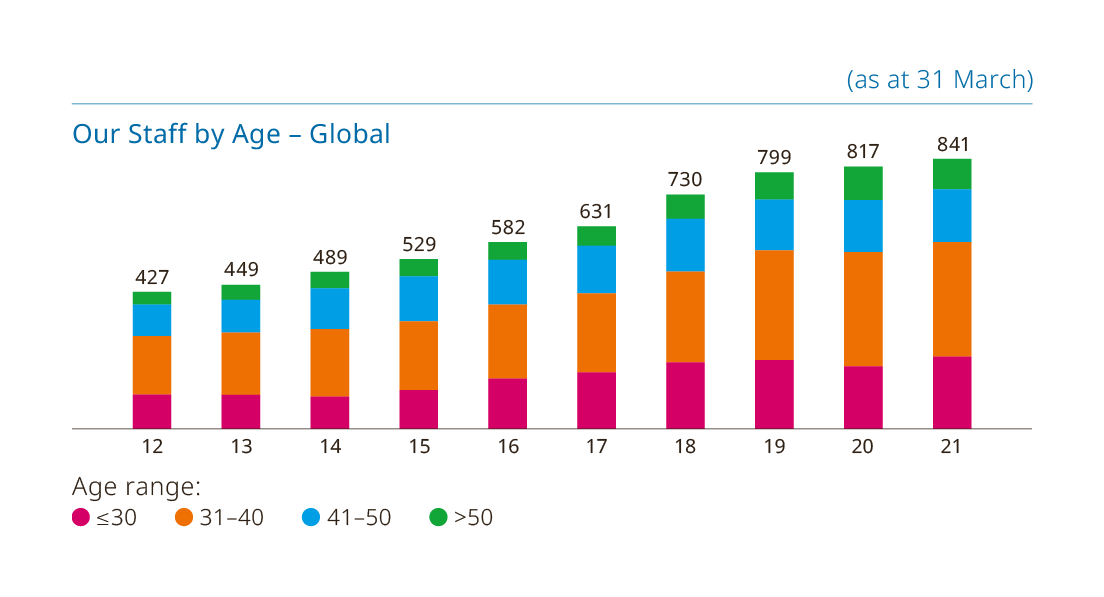 (as at 31 March)
Our Staff by Age – Global
427 449 489 529 582 631 730 799 817 841
12 13 14 15 16 17 18 19 20 21
Age range:
≤30 31–40 41–50 >50